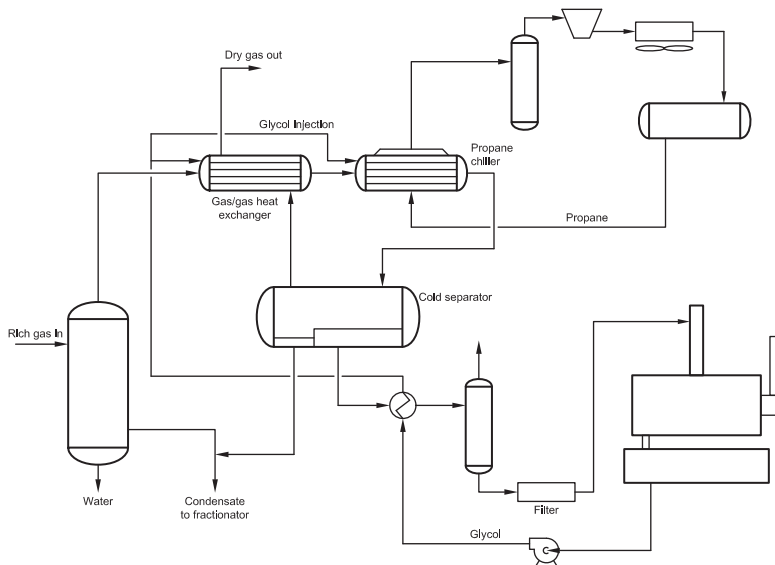 Dry gas out
Glycol injection
Propane
chiller
Gas/gas heat
exchanger
Propane
Cold separator
Rich gas in
Water
Condensate
to fractionator
Filter
Glycol
C